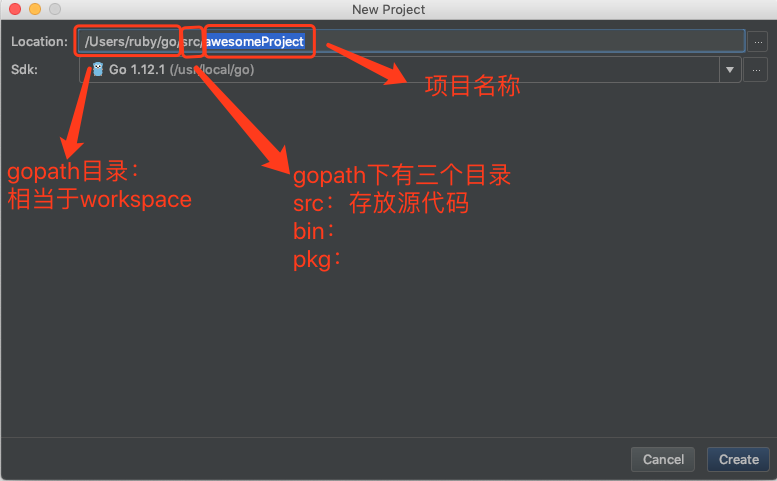 New Project
Location: /Users/ruby/go/src/awesomeProject
Sdk: Go 1.12.1 (/usr/local/go)
项目名称
gopath目录：
相当于workspace
gopath下有三个目录
src：存放源代码
bin：
pkg：
Cancel
Create